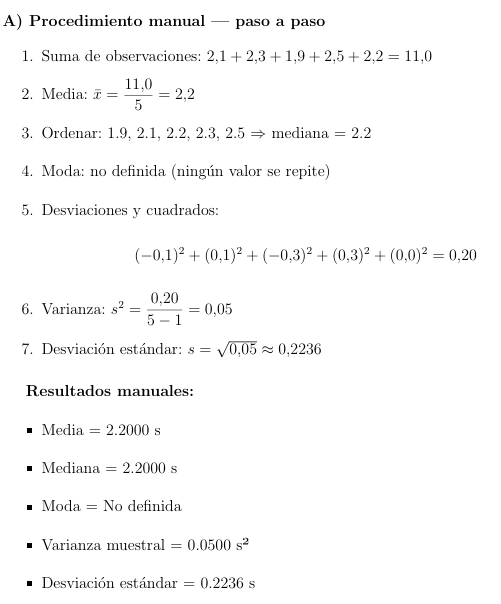 A) Procedimiento manual — paso a paso
1. Suma de observaciones: 2,1 + 2,3 + 1,9 + 2,5 + 2,2 = 11,0
2. Media: x̄ = 11,0/5 = 2,2
3. Ordenar: 1.9, 2.1, 2.2, 2.3, 2.5 ⇒ mediana = 2.2
4. Moda: no definida (ningún valor se repite)
5. Desviaciones y cuadrados:
(−0,1)² + (0,1)² + (−0,3)² + (0,3)² + (0,0)² = 0,20
6. Varianza: s² = 0,20/(5 − 1) = 0,05
7. Desviación estándar: s = √0,05 ≈ 0,2236
Resultados manuales:
▪ Media = 2.2000 s
▪ Mediana = 2.2000 s
▪ Moda = No definida
▪ Varianza muestral = 0.0500 s²
▪ Desviación estándar = 0.2236 s